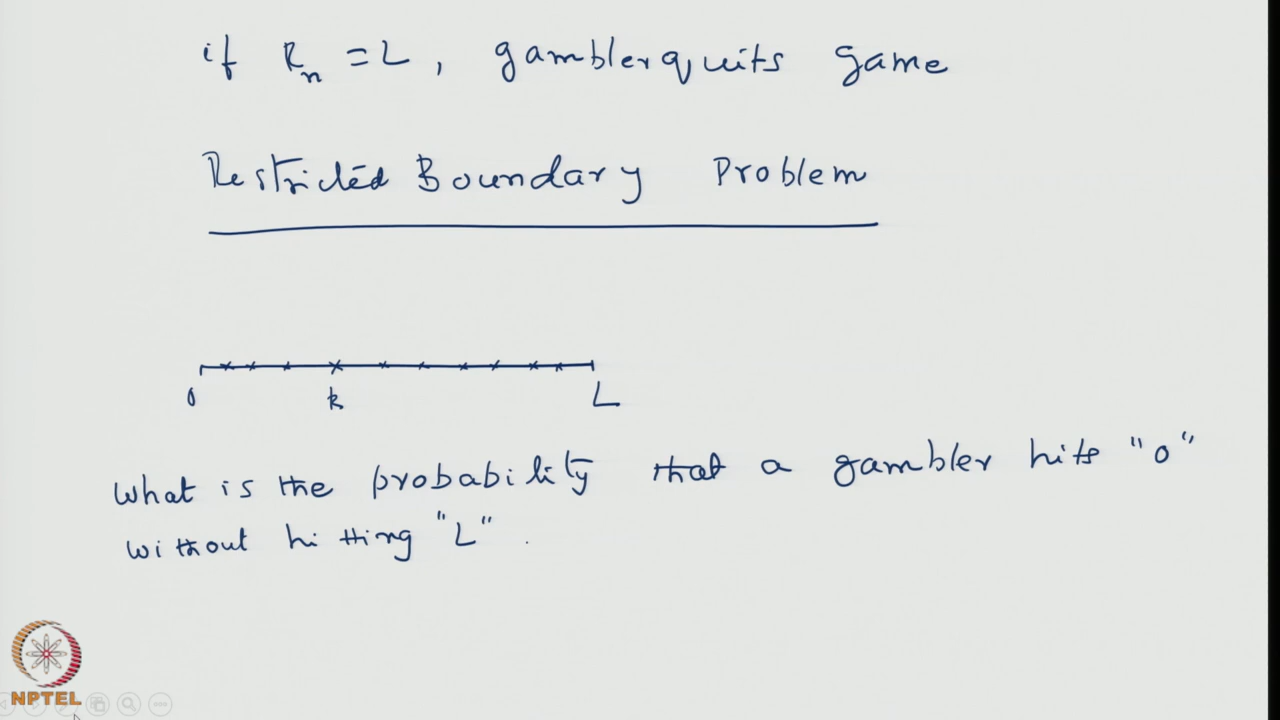 if Rₙ = L, gambler quits game
Restricted Boundary Problem
0 k L
What is the probability that a gambler hits "0"
without hitting "L".
NPTEL